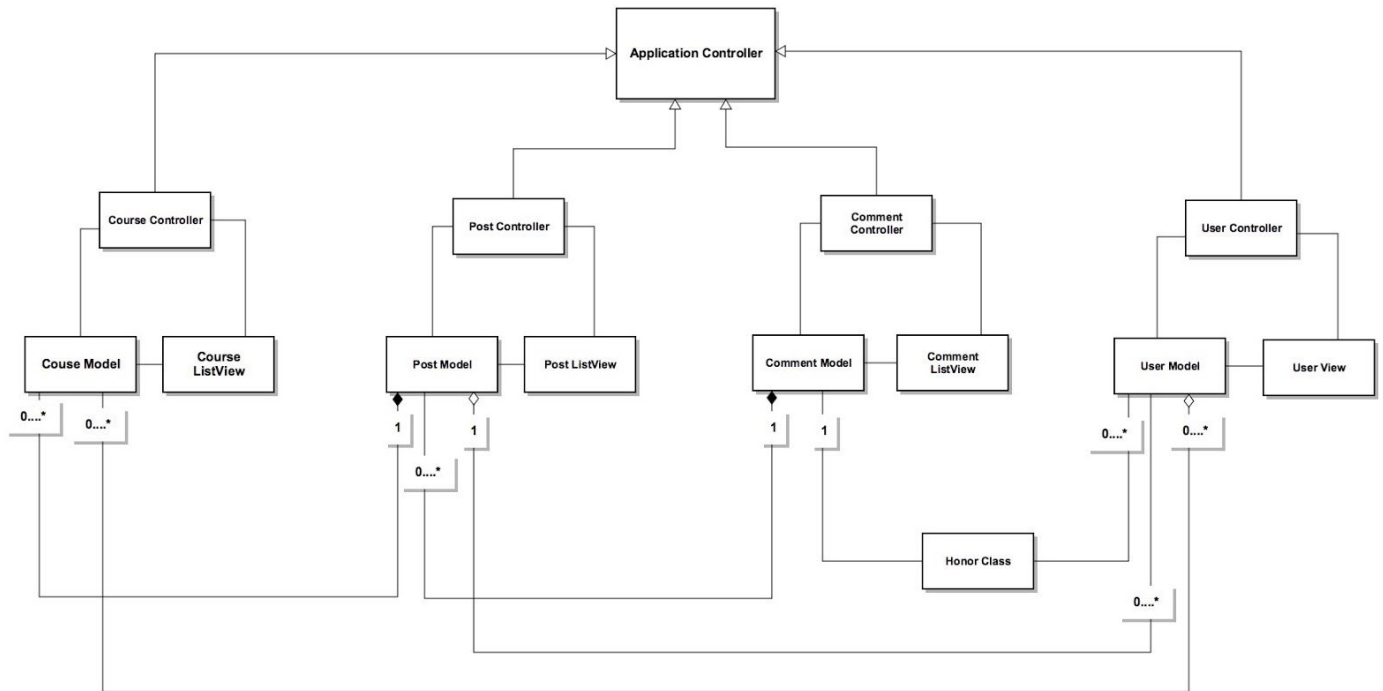 Application Controller
Course Controller
Post Controller
Comment
Controller
User Controller
Couse Model
Course
ListView
Post Model
Post ListView
Comment Model
Comment
ListView
User Model
User View
0....*
0....*
1
1
0....*
1
1
0....*
0....*
Honor Class
0....*